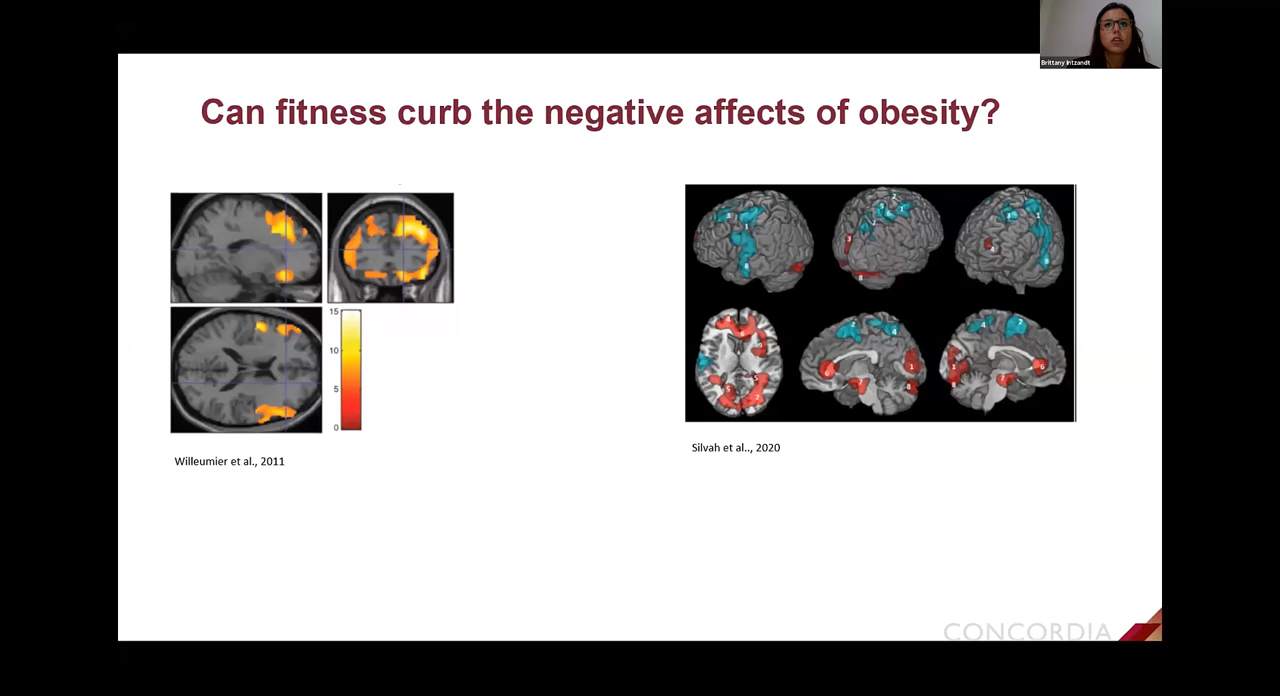 Brittany Intzandt
Can fitness curb the negative affects of obesity?
15
10
5
0
Willeumier et al., 2011
Silvah et al.., 2020
CONCORDIA